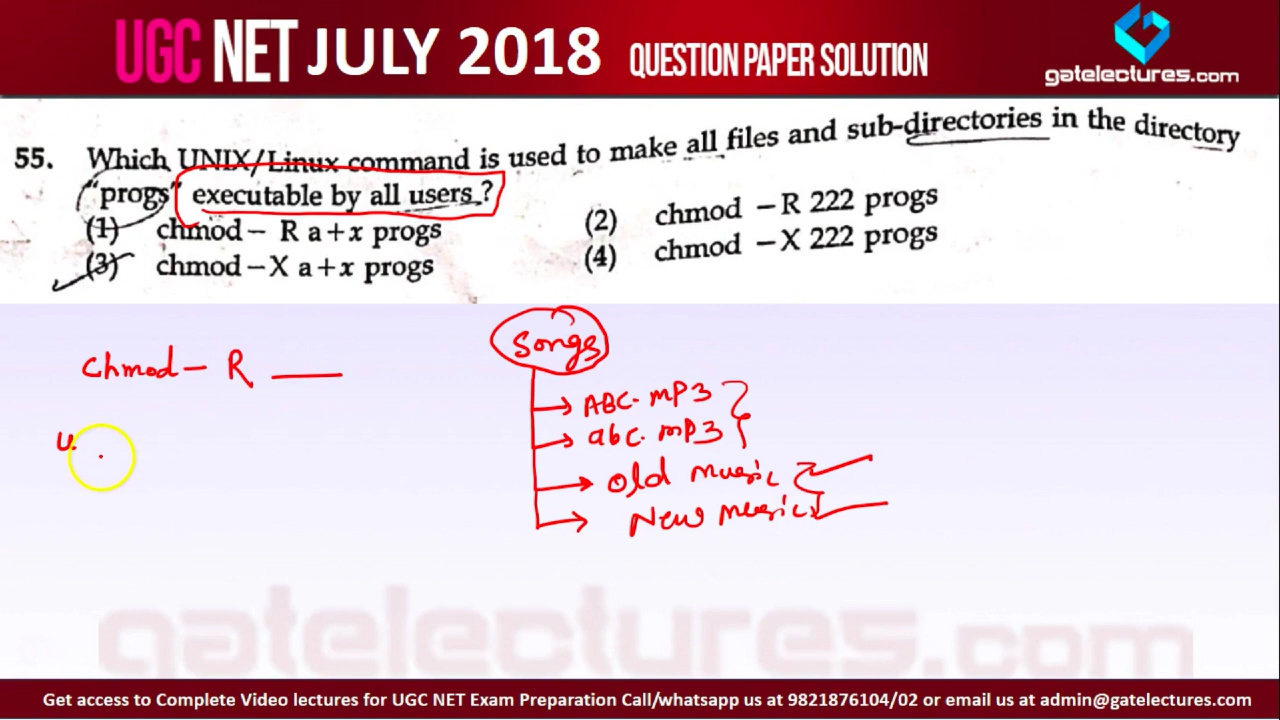 UGC NET JULY 2018 QUESTION PAPER SOLUTION
gatelectures.com
55. Which UNIX/Linux command is used to make all files and sub-directories in the directory
"progs" executable by all users ?
(1) chmod – R a+x progs
(2) chmod – R 222 progs
(3) chmod – X a+x progs
(4) chmod – X 222 progs
Songs
Chmod – R
ABC. MP3
abc. MP3
u.
Old music
New music
gatelectures.com
Get access to Complete Video lectures for UGC NET Exam Preparation Call/whatsapp us at 9821876104/02 or email us at admin@gatelectures.com